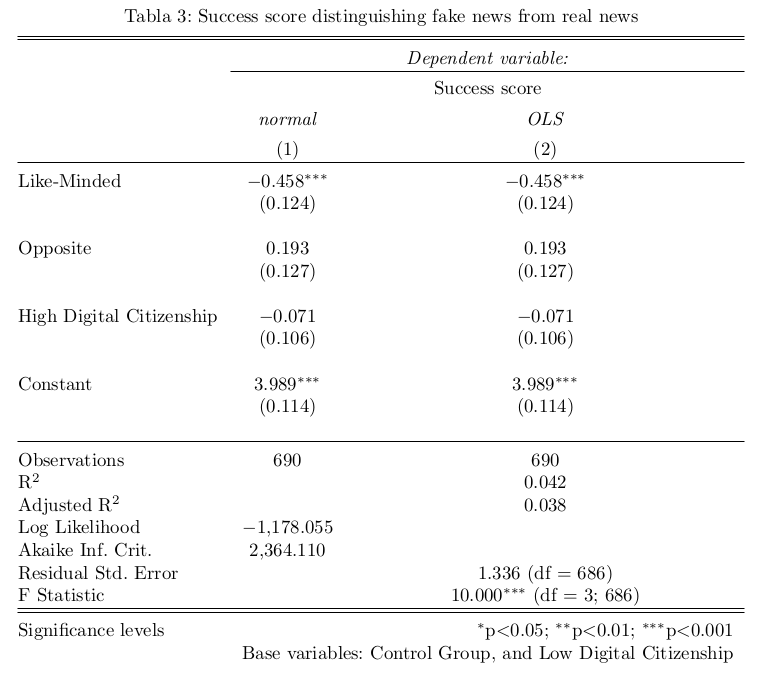 Tabla 3: Success score distinguishing fake news from real news
Dependent variable:
Success score
normal OLS
(1) (2)
Like-Minded −0.458*** −0.458***
(0.124) (0.124)
Opposite 0.193 0.193
(0.127) (0.127)
High Digital Citizenship −0.071 −0.071
(0.106) (0.106)
Constant 3.989*** 3.989***
(0.114) (0.114)
Observations 690 690
R² 0.042
Adjusted R² 0.038
Log Likelihood −1,178.055
Akaike Inf. Crit. 2,364.110
Residual Std. Error 1.336 (df = 686)
F Statistic 10.000*** (df = 3; 686)
Significance levels *p<0.05; **p<0.01; ***p<0.001
Base variables: Control Group, and Low Digital Citizenship